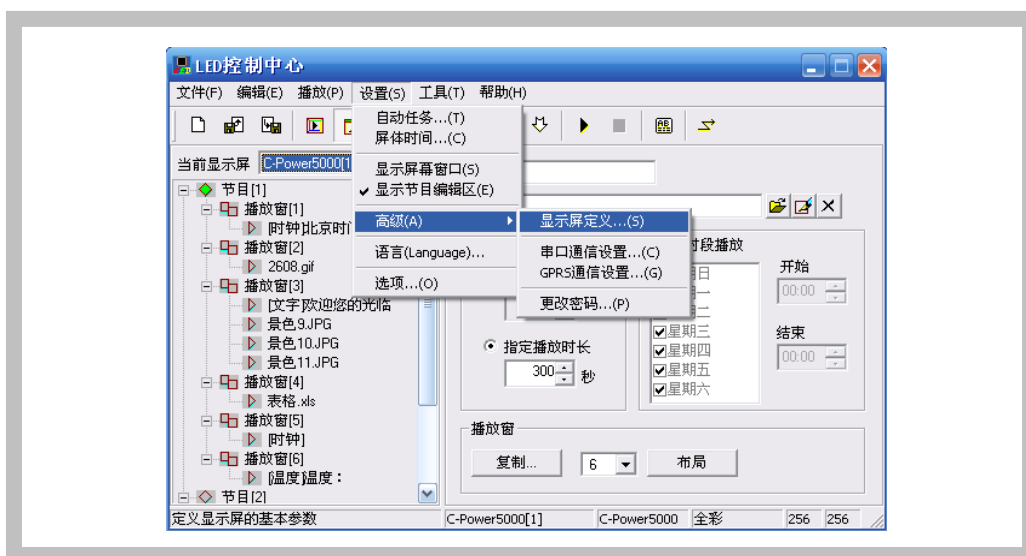 LED控制中心
文件(F) 编辑(E) 播放(P) 设置(S) 工具(T) 帮助(H)
自动任务...(T)
屏体时间...(C)
显示屏幕窗口(S)
显示节目编辑区(E)
高级(A)
语言(Language)...
选项...(O)
显示屏定义...(S)
串口通信设置...(C)
GPRS通信设置...(G)
更改密码...(P)
当前显示屏 C-Power5000[1
节目[1]
播放窗[1]
[时钟]北京时
播放窗[2]
2608.gif
播放窗[3]
[文字]欢迎您的光临
景色9.JPG
景色10.JPG
景色11.JPG
播放窗[4]
表格.xls
播放窗[5]
[时钟]
播放窗[6]
[温度]温度：
节目[2]
时段播放
日
一
二
星期三
星期四
星期五
星期六
开始
00:00
结束
00:00
指定播放时长
300 秒
播放窗
复制... 6 布局
定义显示屏的基本参数 C-Power5000[1] C-Power5000 全彩 256 256